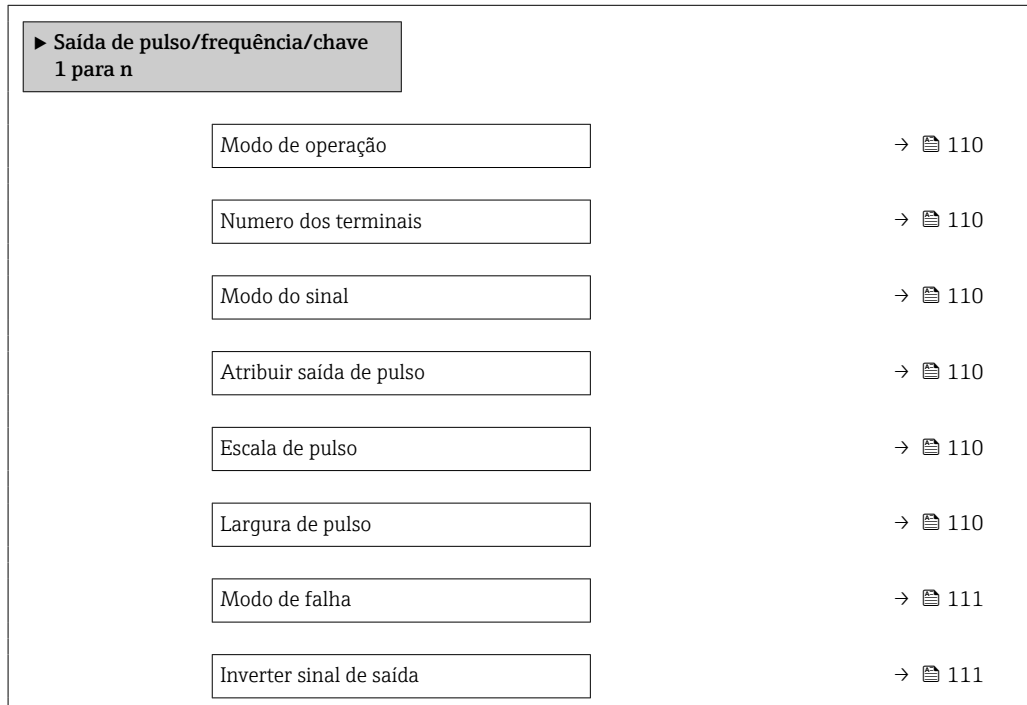 ▶ Saída de pulso/frequência/chave
1 para n
Modo de operação → 110
Numero dos terminais → 110
Modo do sinal → 110
Atribuir saída de pulso → 110
Escala de pulso → 110
Largura de pulso → 110
Modo de falha → 111
Inverter sinal de saída → 111